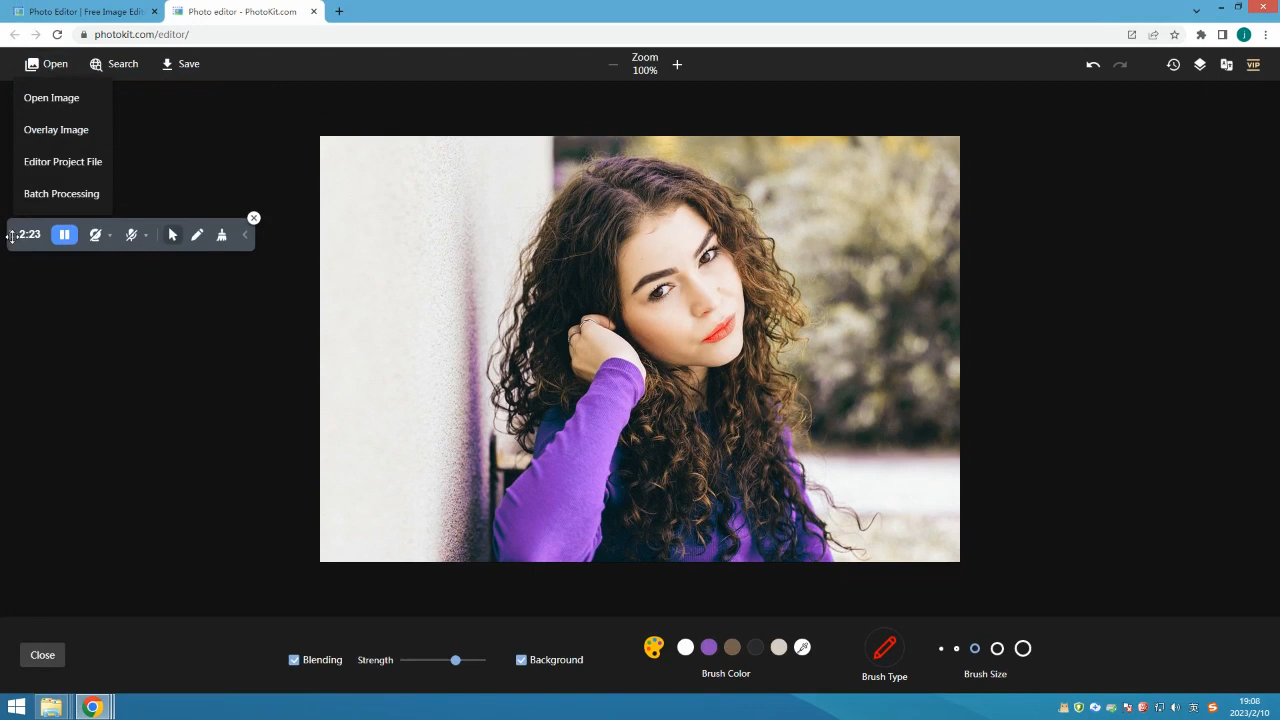 Photo Editor | Free Image Edit
Photo editor - PhotoKit.com
photokit.com/editor/
j
Open
Search
Save
Zoom
100%
VIP
Open Image
Overlay Image
Editor Project File
Batch Processing
2:23
Close
Blending
Strength
Background
Brush Color
Brush Type
Brush Size
英
19:08
2023/2/10